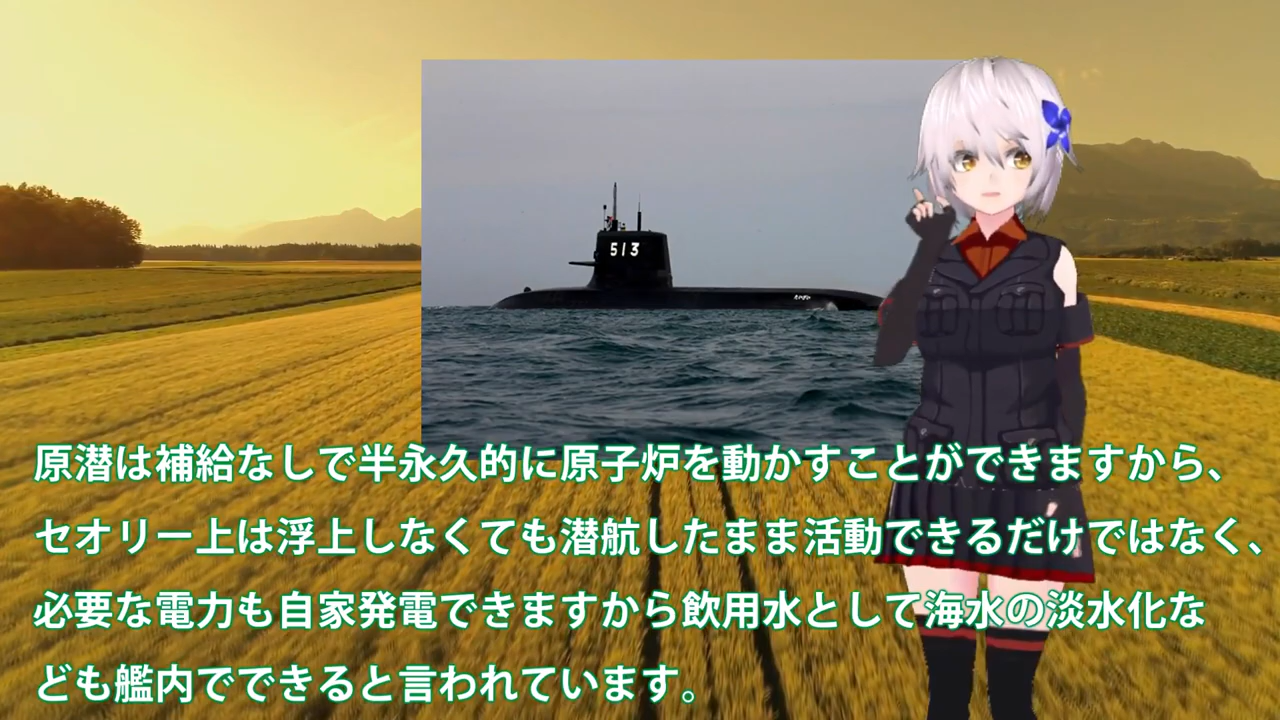 513
原潜は補給なしで半永久的に原子炉を動かすことができますから、
セオリー上は浮上しなくても潜航したまま活動できるだけではなく、
必要な電力も自家発電できますから飲用水として海水の淡水化な
ども艦内でできると言われています。